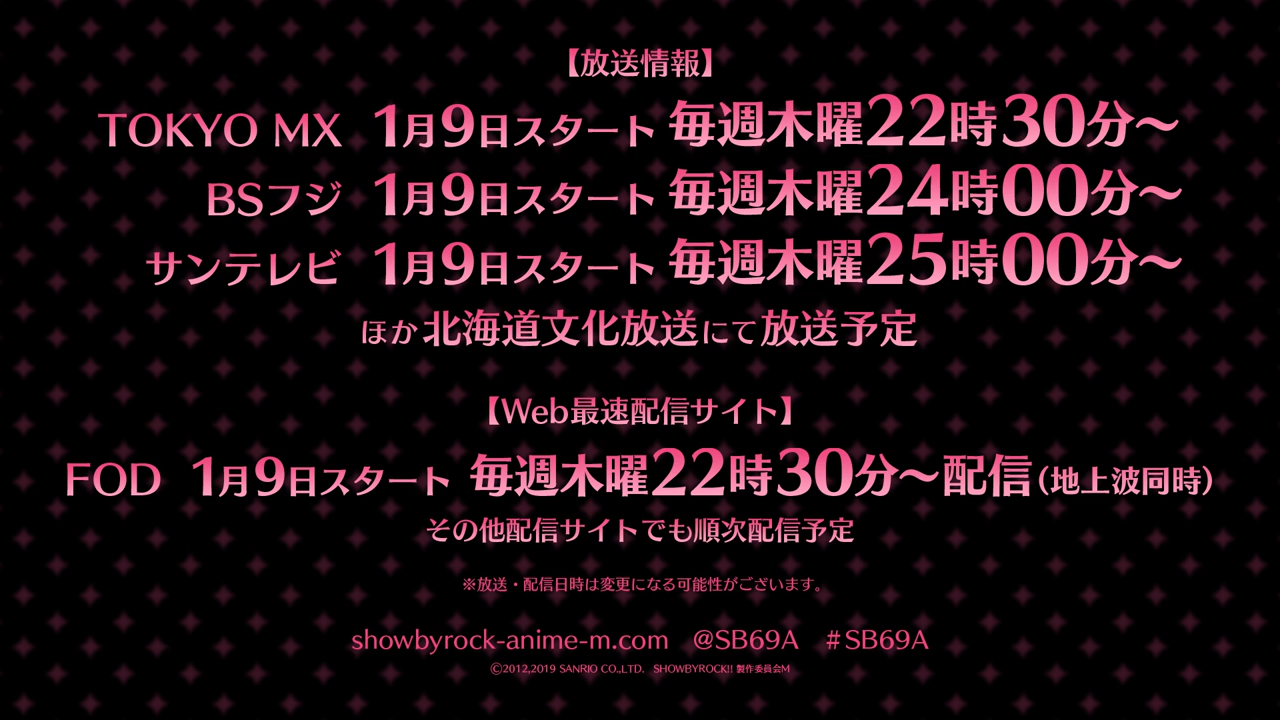 【放送情報】
TOKYO MX 1月9日スタート 毎週木曜22時30分～
BSフジ 1月9日スタート 毎週木曜24時00分～
サンテレビ 1月9日スタート 毎週木曜25時00分～
ほか北海道文化放送にて放送予定
【Web最速配信サイト】
FOD 1月9日スタート 毎週木曜22時30分～配信（地上波同時）
その他配信サイトでも順次配信予定
※放送・配信日時は変更になる可能性がございます。
showbyrock-anime-m.com @SB69A #SB69A
©2012,2019 SANRIO CO.,LTD. SHOWBYROCK!! 製作委員会M